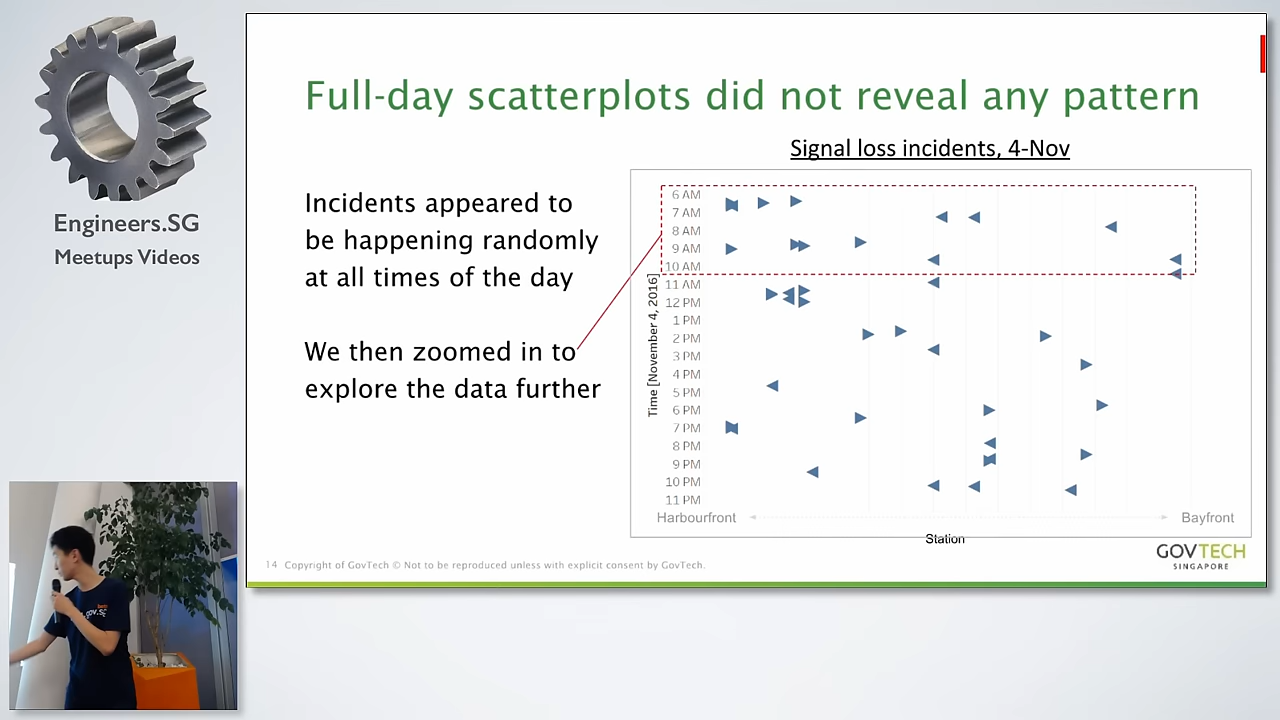 Engineers.SG
Meetups Videos
Full-day scatterplots did not reveal any pattern
Signal loss incidents, 4-Nov
Incidents appeared to
be happening randomly
at all times of the day
We then zoomed in to
explore the data further
Time [November 4, 2016]
6 AM
7 AM
8 AM
9 AM
10 AM
11 AM
12 PM
1 PM
2 PM
3 PM
4 PM
5 PM
6 PM
7 PM
8 PM
9 PM
10 PM
11 PM
Harbourfront
Bayfront
Station
14 Copyright of GovTech © Not to be reproduced unless with explicit consent by GovTech.
GOVTECH
SINGAPORE